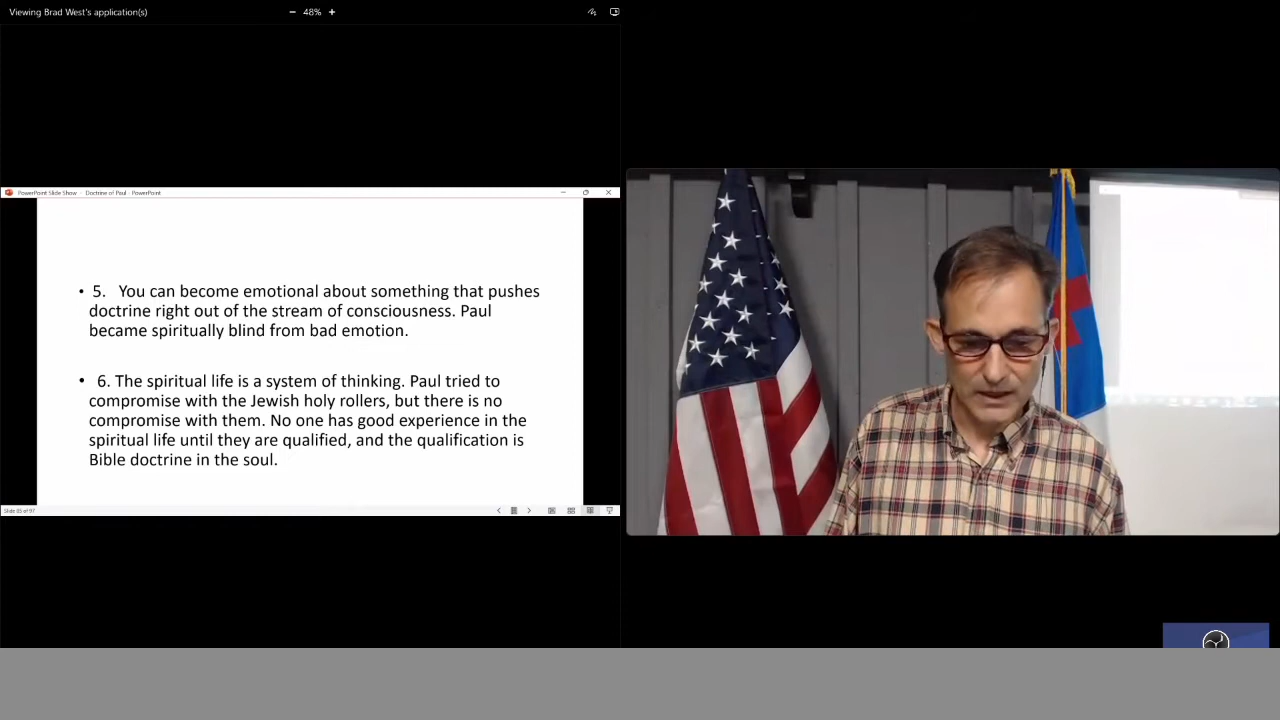 Viewing Brad West's application(s)
48%
PowerPoint Slide Show - Doctrine of Paul - PowerPoint
• 5. You can become emotional about something that pushes
doctrine right out of the stream of consciousness. Paul
became spiritually blind from bad emotion.
• 6. The spiritual life is a system of thinking. Paul tried to
compromise with the Jewish holy rollers, but there is no
compromise with them. No one has good experience in the
spiritual life until they are qualified, and the qualification is
Bible doctrine in the soul.